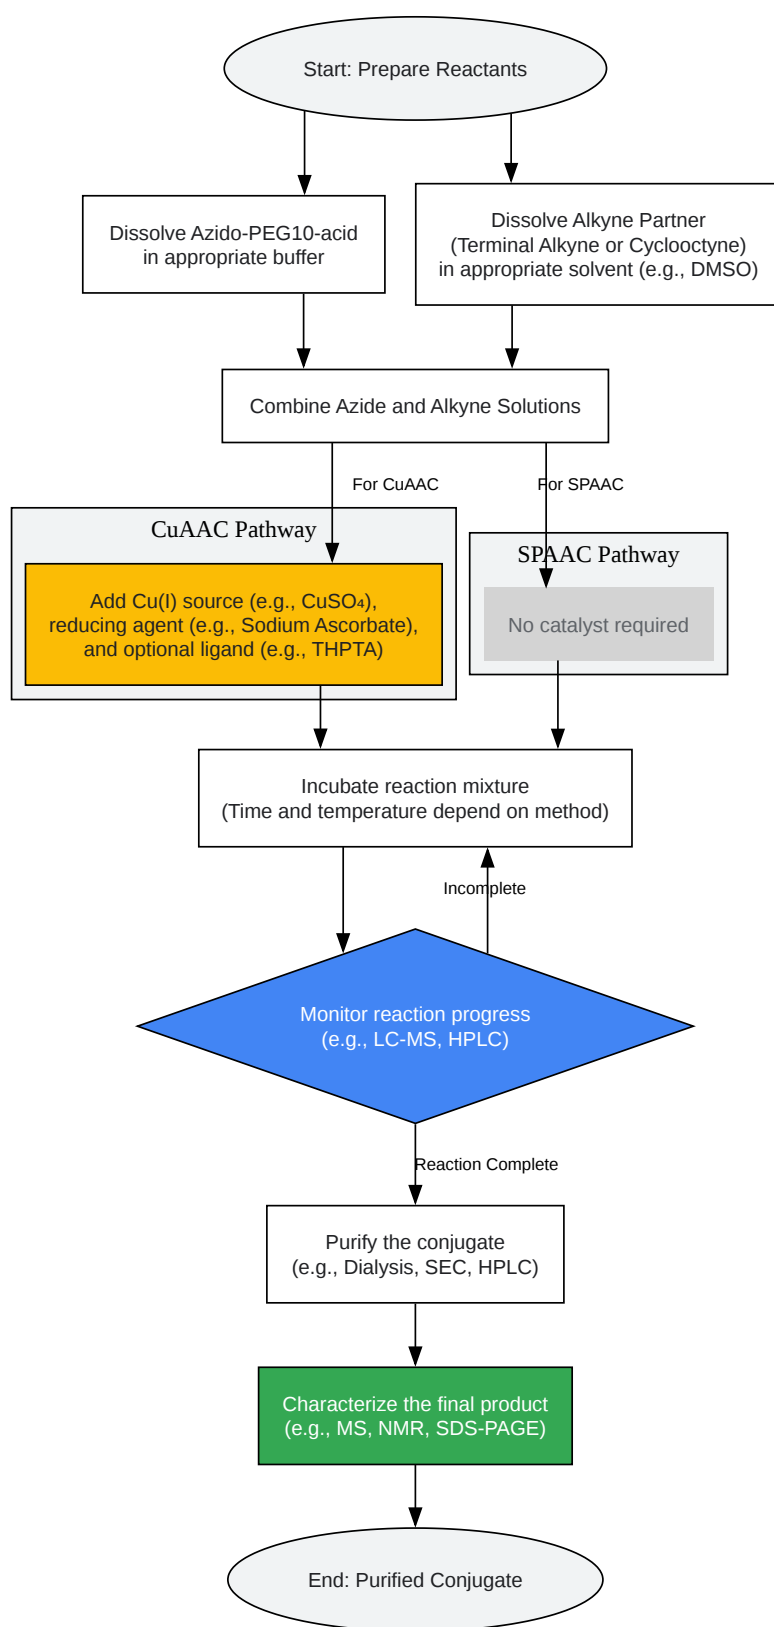 Start: Prepare Reactants
Dissolve Azido-PEG10-acid
in appropriate buffer
Dissolve Alkyne Partner
(Terminal Alkyne or Cyclooctyne)
in appropriate solvent (e.g., DMSO)
Combine Azide and Alkyne Solutions
For CuAAC
For SPAAC
CuAAC Pathway
SPAAC Pathway
Add Cu(I) source (e.g., CuSO₄),
reducing agent (e.g., Sodium Ascorbate),
and optional ligand (e.g., THPTA)
No catalyst required
Incubate reaction mixture
(Time and temperature depend on method)
Incomplete
Monitor reaction progress
(e.g., LC-MS, HPLC)
Reaction Complete
Purify the conjugate
(e.g., Dialysis, SEC, HPLC)
Characterize the final product
(e.g., MS, NMR, SDS-PAGE)
End: Purified Conjugate